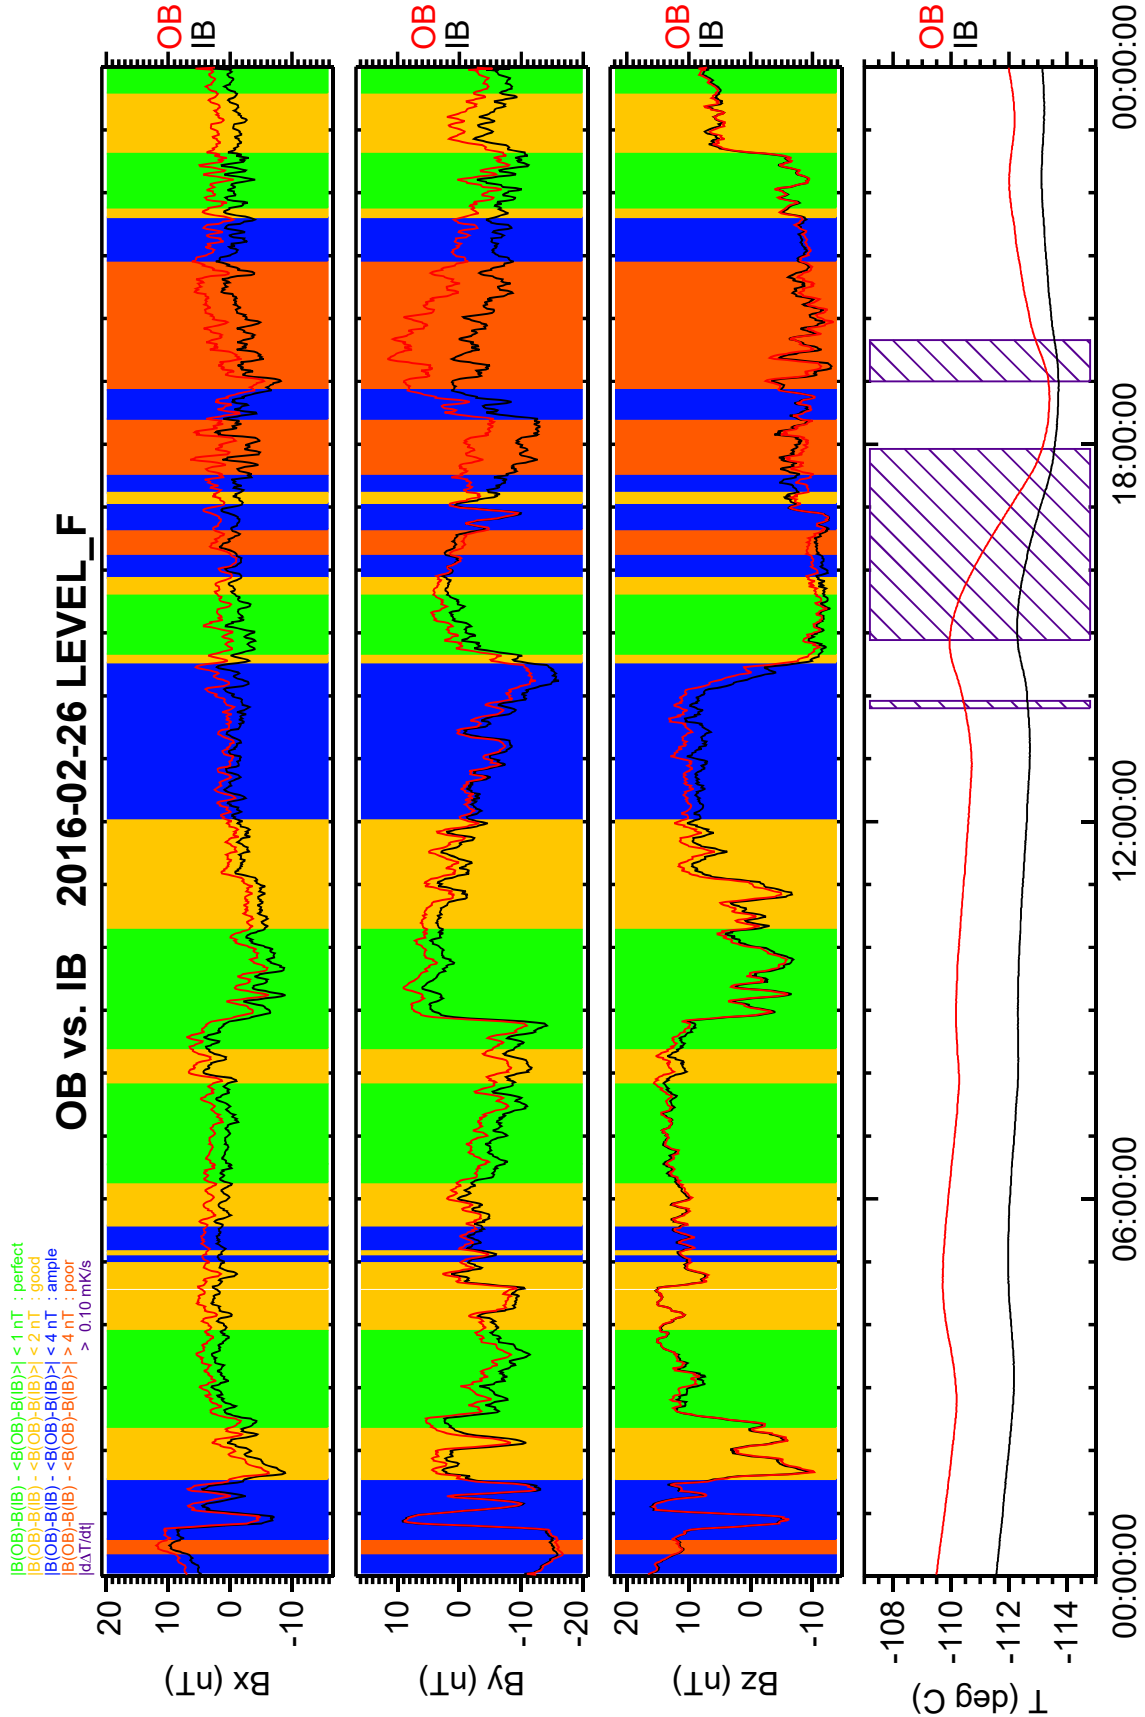 OB vs. IB 2016-02-26 LEVEL_F
|B(OB)-B(IB) - <B(OB)-B(IB)>| < 1 nT : perfect
|B(OB)-B(IB) - <B(OB)-B(IB)>| < 2 nT : good
|B(OB)-B(IB) - <B(OB)-B(IB)>| < 4 nT : ample
|B(OB)-B(IB) - <B(OB)-B(IB)>| > 4 nT : poor
|dΔT/dt| > 0.10 mK/s
Bx (nT)
20
10
0
-10
OB
IB
By (nT)
10
0
-10
-20
OB
IB
Bz (nT)
20
10
0
-10
OB
IB
T (deg C)
-108
-110
-112
-114
OB
IB
00:00:00
06:00:00
12:00:00
18:00:00
00:00:00